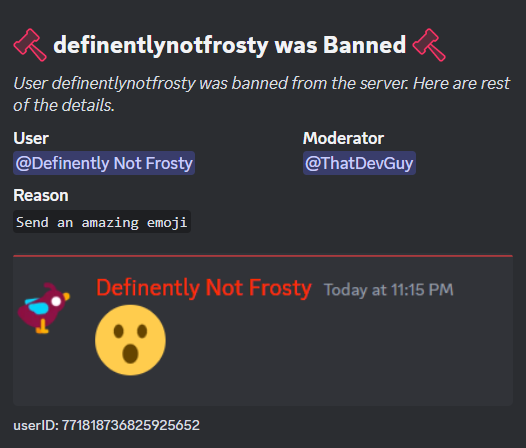 definentlynotfrosty was Banned
User definentlynotfrosty was banned from the server. Here are rest
of the details.
User
@Definently Not Frosty
Moderator
@ThatDevGuy
Reason
Send an amazing emoji
Definently Not Frosty Today at 11:15 PM
userID: 771818736825925652